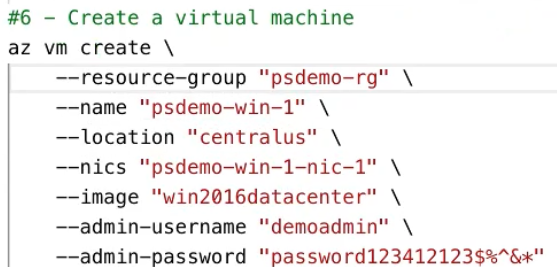 #6 - Create a virtual machine
az vm create \
--resource-group "psdemo-rg" \
--name "psdemo-win-1" \
--location "centralus" \
--nics "psdemo-win-1-nic-1" \
--image "win2016datacenter" \
--admin-username "demoadmin" \
--admin-password "password123412123$%^&*"